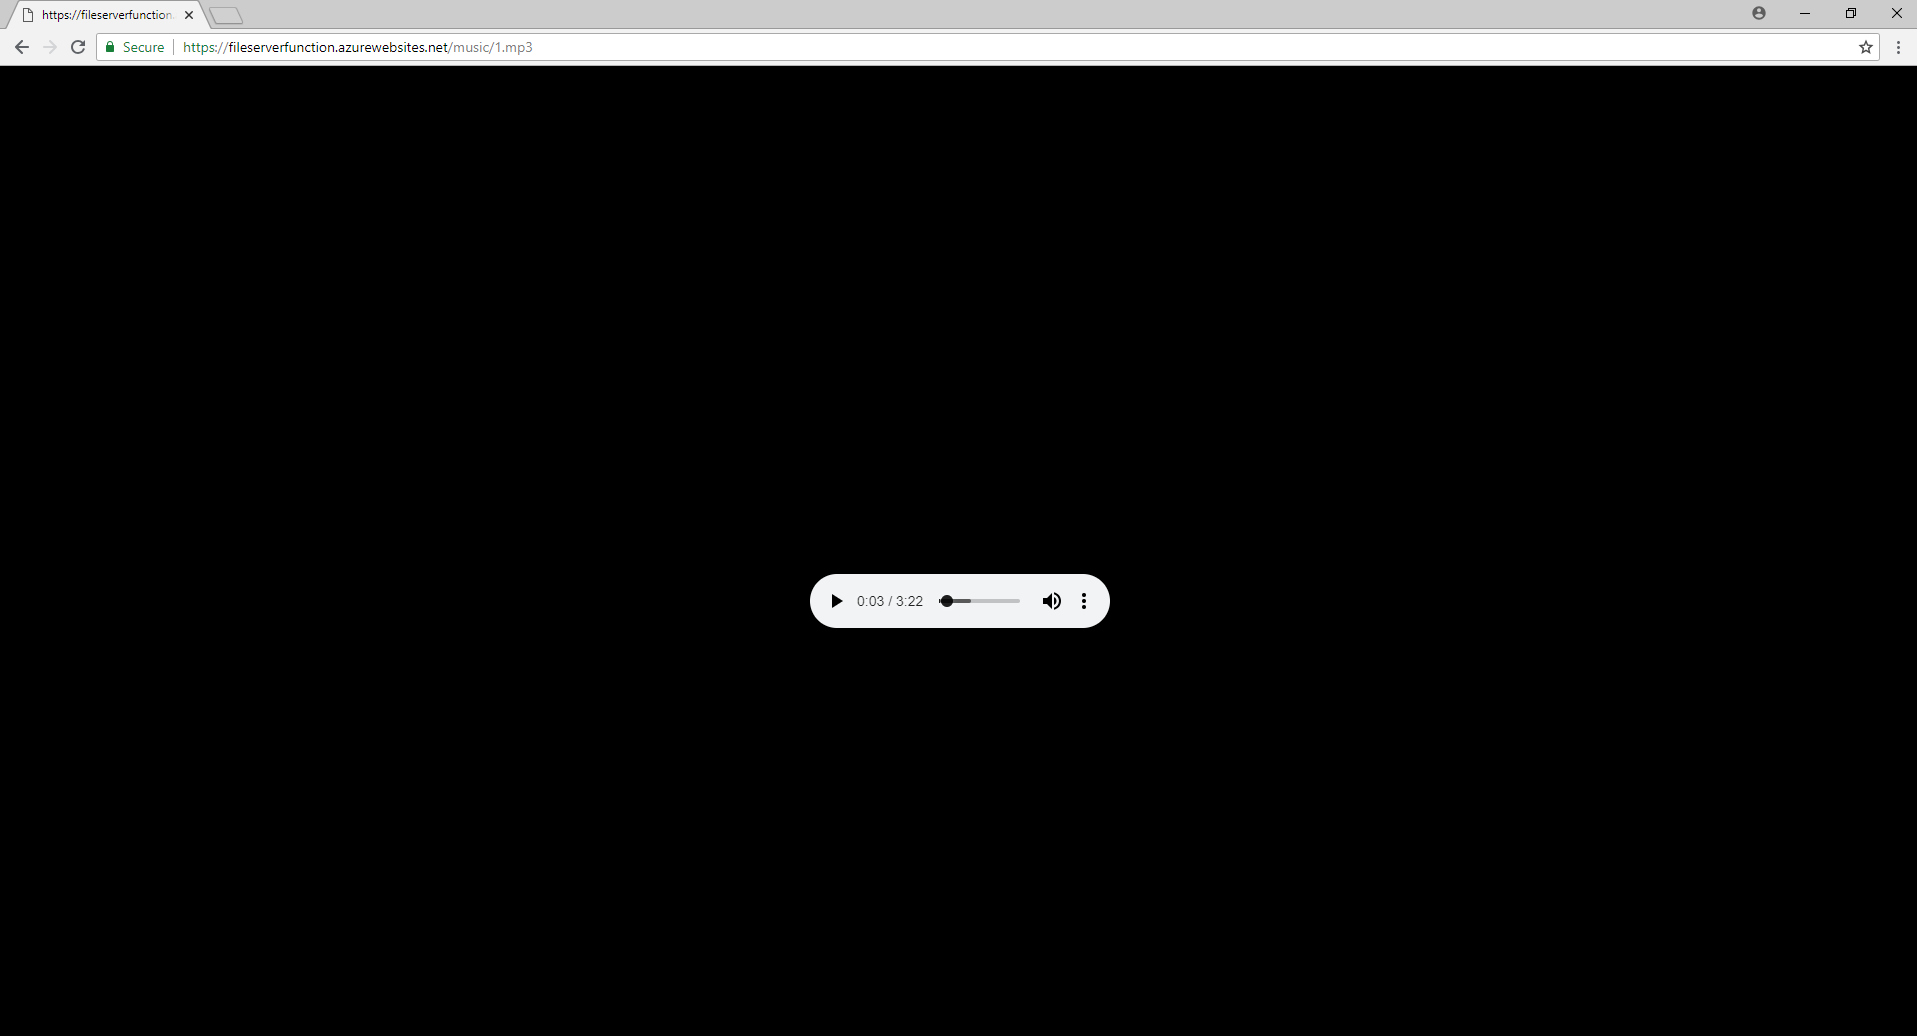 https://fileserverfunction.
Secure
https://fileserverfunction.azurewebsites.net/music/1.mp3
0:03 / 3:22